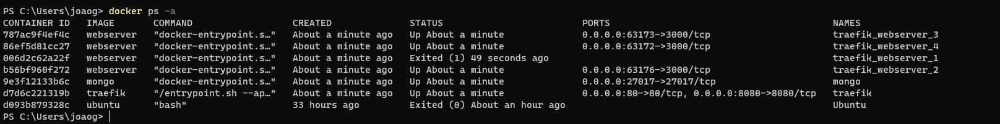 PS C:\Users\joaog> docker ps -a
CONTAINER ID   IMAGE       COMMAND                  CREATED              STATUS                         PORTS                                      NAMES
787ac9f4ef4c   webserver   "docker-entrypoint.s…"   About a minute ago   Up About a minute              0.0.0.0:63173->3000/tcp                    traefik_webserver_3
86ef5d81cc27   webserver   "docker-entrypoint.s…"   About a minute ago   Up About a minute              0.0.0.0:63172->3000/tcp                    traefik_webserver_4
006d2c62a22f   webserver   "docker-entrypoint.s…"   About a minute ago   Exited (1) 49 seconds ago                                                 traefik_webserver_1
b56bf960f272   webserver   "docker-entrypoint.s…"   About a minute ago   Up About a minute              0.0.0.0:63176->3000/tcp                    traefik_webserver_2
9e3f12133b6c   mongo       "docker-entrypoint.s…"   About a minute ago   Up About a minute              0.0.0.0:27017->27017/tcp                   mongo
d7d6c221319b   traefik     "/entrypoint.sh --ap…"   About a minute ago   Up About a minute              0.0.0.0:80->80/tcp, 0.0.0.0:8080->8080/tcp   traefik
d093b879328c   ubuntu      "bash"                   33 hours ago         Exited (0) About an hour ago                                              Ubuntu
PS C:\Users\joaog>